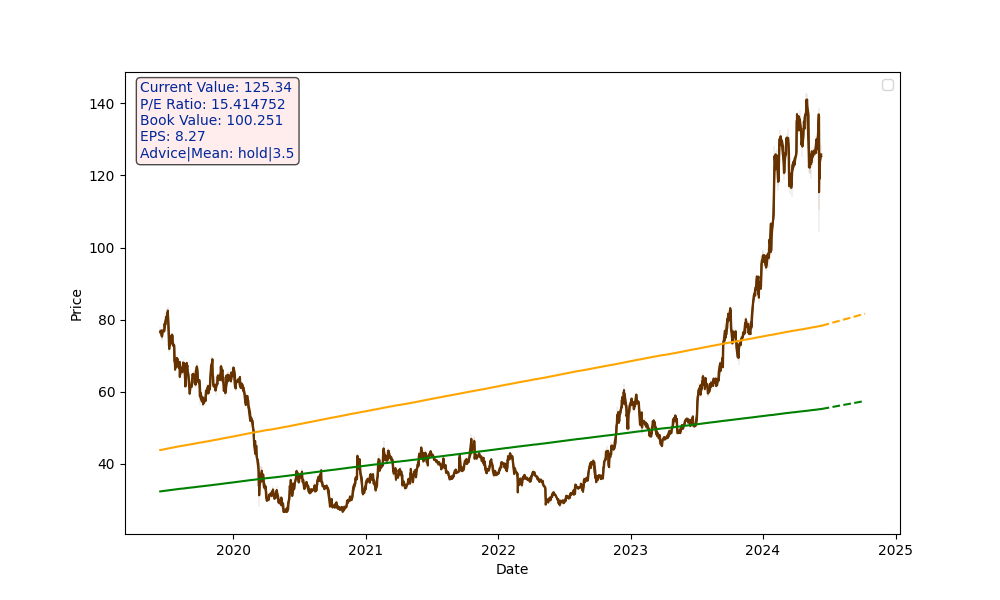 Current Value: 125.34
P/E Ratio: 15.414752
Book Value: 100.251
EPS: 8.27
Advice|Mean: hold|3.5
140
120
100
80
60
40
Price
2020 2021 2022 2023 2024 2025
Date